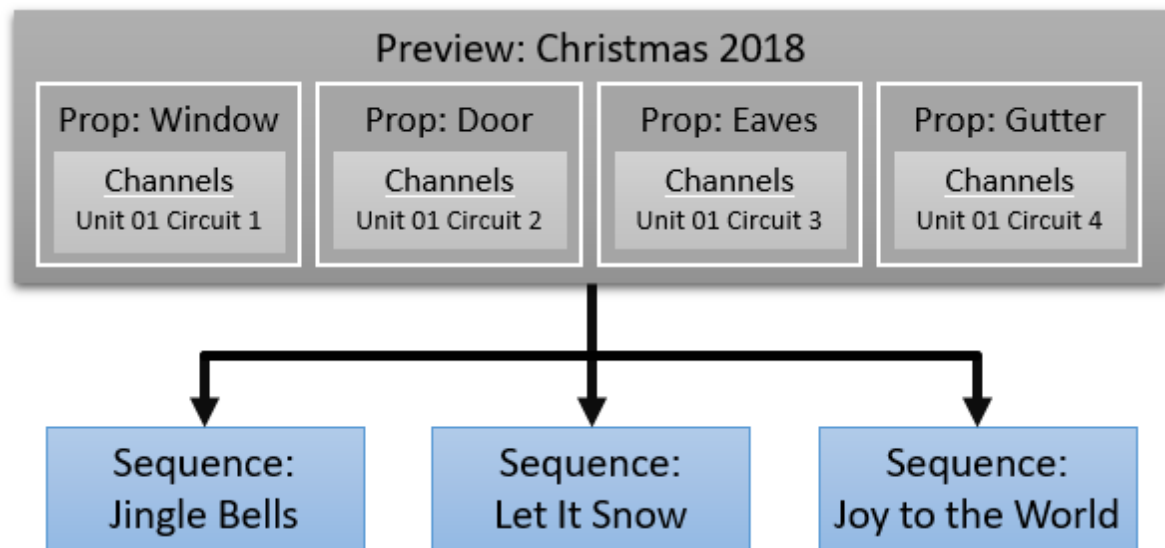 Preview: Christmas 2018
Prop: Window
Channels
Unit 01 Circuit 1
Prop: Door
Channels
Unit 01 Circuit 2
Prop: Eaves
Channels
Unit 01 Circuit 3
Prop: Gutter
Channels
Unit 01 Circuit 4
Sequence:
Jingle Bells
Sequence:
Let It Snow
Sequence:
Joy to the World